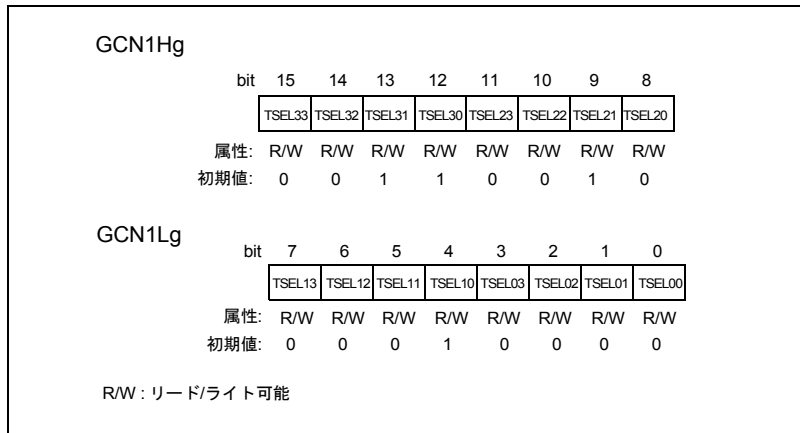 GCN1Hg
bit 15 14 13 12 11 10 9 8
TSEL33 TSEL32 TSEL31 TSEL30 TSEL23 TSEL22 TSEL21 TSEL20
属性: R/W R/W R/W R/W R/W R/W R/W R/W
初期値: 0 0 1 1 0 0 1 0
GCN1Lg
bit 7 6 5 4 3 2 1 0
TSEL13 TSEL12 TSEL11 TSEL10 TSEL03 TSEL02 TSEL01 TSEL00
属性: R/W R/W R/W R/W R/W R/W R/W R/W
初期値: 0 0 0 1 0 0 0 0
R/W : リード/ライト可能